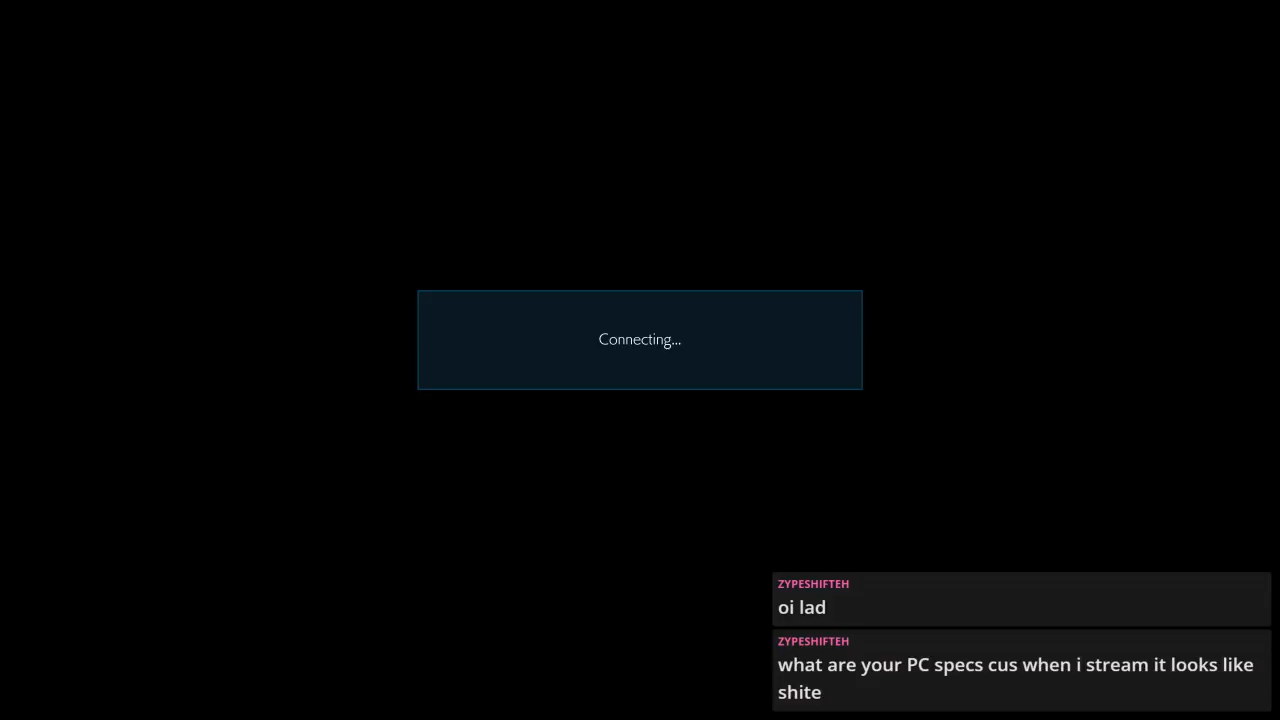 Connecting...
ZYPESHIFTEH
oi lad
ZYPESHIFTEH
what are your PC specs cus when i stream it looks like
shite